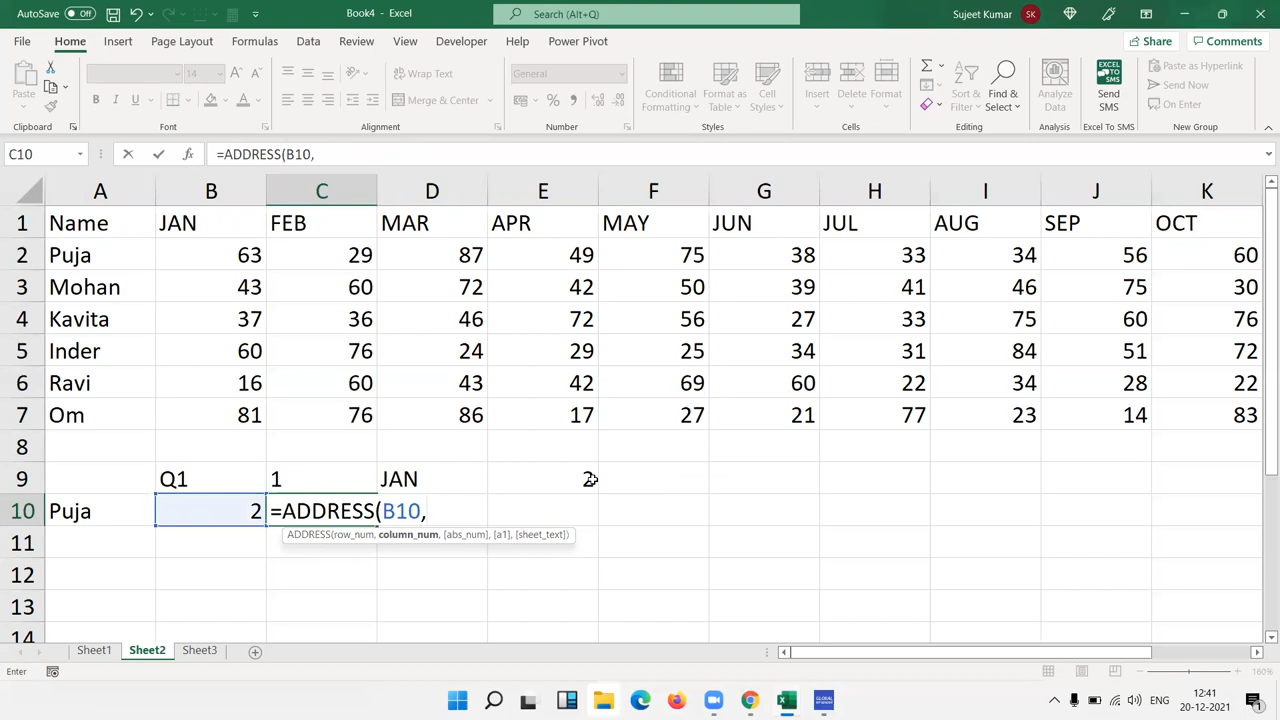 AutoSave Off Book4 - Excel Search (Alt+Q) Sujeet Kumar SK
File Home Insert Draw Page Layout Formulas Data Review View Developer Help Power Pivot Share Comments
Paste Wrap Text General Conditional Formatting Format as Table Cell Styles Insert Delete Format Sort & Filter Find & Select Analyze Data Send SMS Paste as Hyperlink
B I U Merge & Center Send Now
On Enter
Clipboard Font Alignment Number Styles Cells Editing Analysis Excel To SMS New Group
C10 fx =ADDRESS(B10,
A B C D E F G H I J K
1 Name JAN FEB MAR APR MAY JUN JUL AUG SEP OCT
2 Puja 63 29 87 49 75 38 33 34 56 60
3 Mohan 43 60 72 42 50 39 41 46 75 30
4 Kavita 37 36 46 72 56 27 33 75 60 76
5 Inder 60 76 24 29 25 34 31 84 51 72
6 Ravi 16 60 43 42 69 60 22 34 28 22
7 Om 81 76 86 17 27 21 77 23 14 83
8
9 Q1 1 JAN 2
10 Puja 2 =ADDRESS(B10,
ADDRESS(row_num, column_num, [abs_num], [a1], [sheet_text])
11
12
13
14
Sheet1 Sheet2 Sheet3
Enter 160%
ENG 12:41
20-12-2021